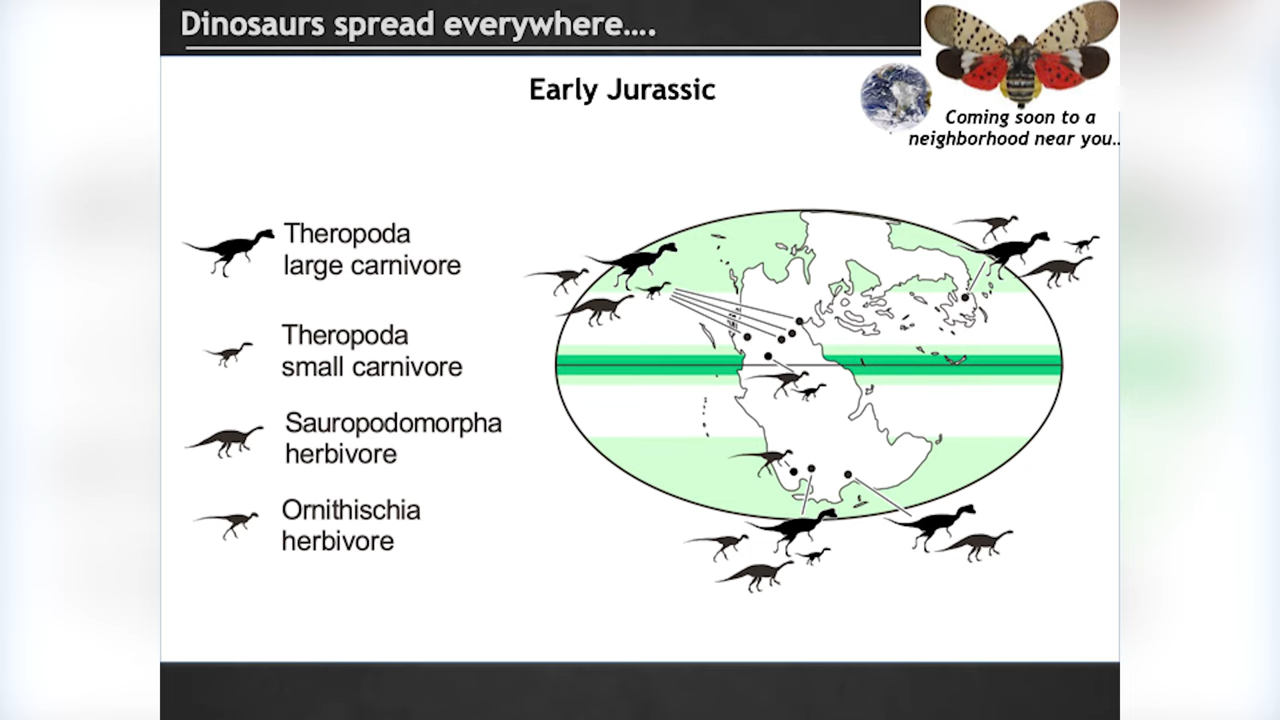 Dinosaurs spread everywhere....
Early Jurassic
Coming soon to a
neighborhood near you..
Theropoda
large carnivore
Theropoda
small carnivore
Sauropodomorpha
herbivore
Ornithischia
herbivore